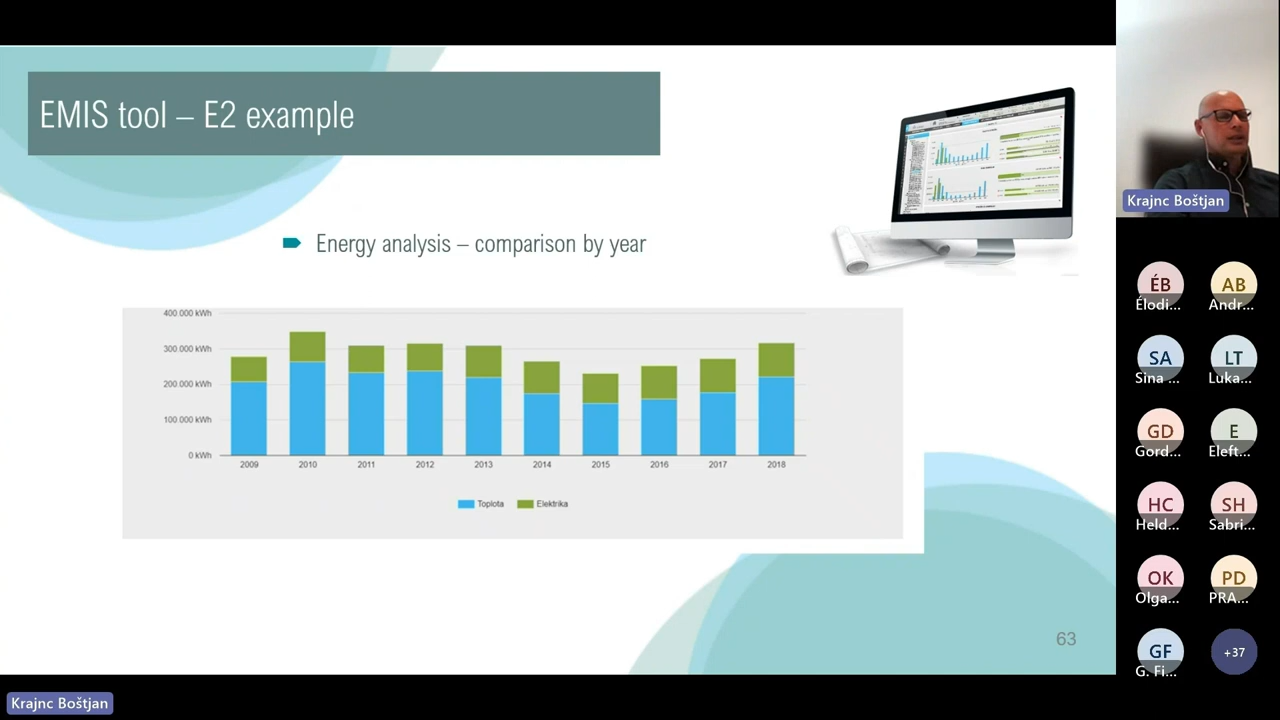 EMIS tool – E2 example
Energy analysis – comparison by year
400.000 kWh
300.000 kWh
200.000 kWh
100.000 kWh
0 kWh
2009 2010 2011 2012 2013 2014 2015 2016 2017 2018
Toplota Elektrika
63
Krajnc Boštjan
Krajnc Boštjan
ÉB AB
Élodi... Andr...
SA LT
Sina ... Luka...
GD E
Gord... Eleft...
HC SH
Held... Sabri...
OK PD
Olga... PRA...
GF +37
G. Fi...